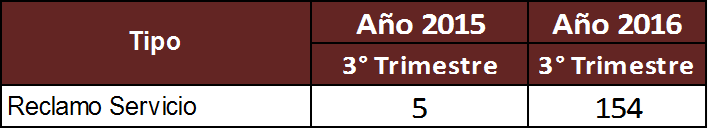 Tipo Año 2015 Año 2016
3° Trimestre 3° Trimestre
Reclamo Servicio 5 154